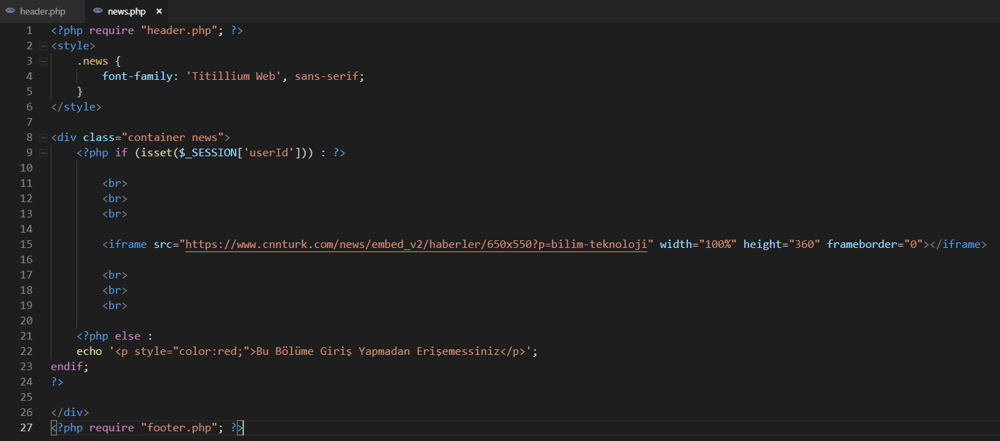 header.php news.php ×
1 <?php require "header.php"; ?>
2 <style>
3 .news {
4 font-family: 'Titillium Web', sans-serif;
5 }
6 </style>
7
8 <div class="container news">
9 <?php if (isset($_SESSION['userId'])) : ?>
10
11 <br>
12 <br>
13 <br>
14
15 <iframe src="https://www.cnnturk.com/news/embed_v2/haberler/650x550?p=bilim-teknoloji" width="100%" height="360" frameborder="0"></iframe>
16
17 <br>
18 <br>
19 <br>
20
21 <?php else :
22 echo '<p style="color:red;">Bu Bölüme Giriş Yapmadan Erişemessiniz</p>';
23 endif;
24 ?>
25
26 </div>
27 <?php require "footer.php"; ?>